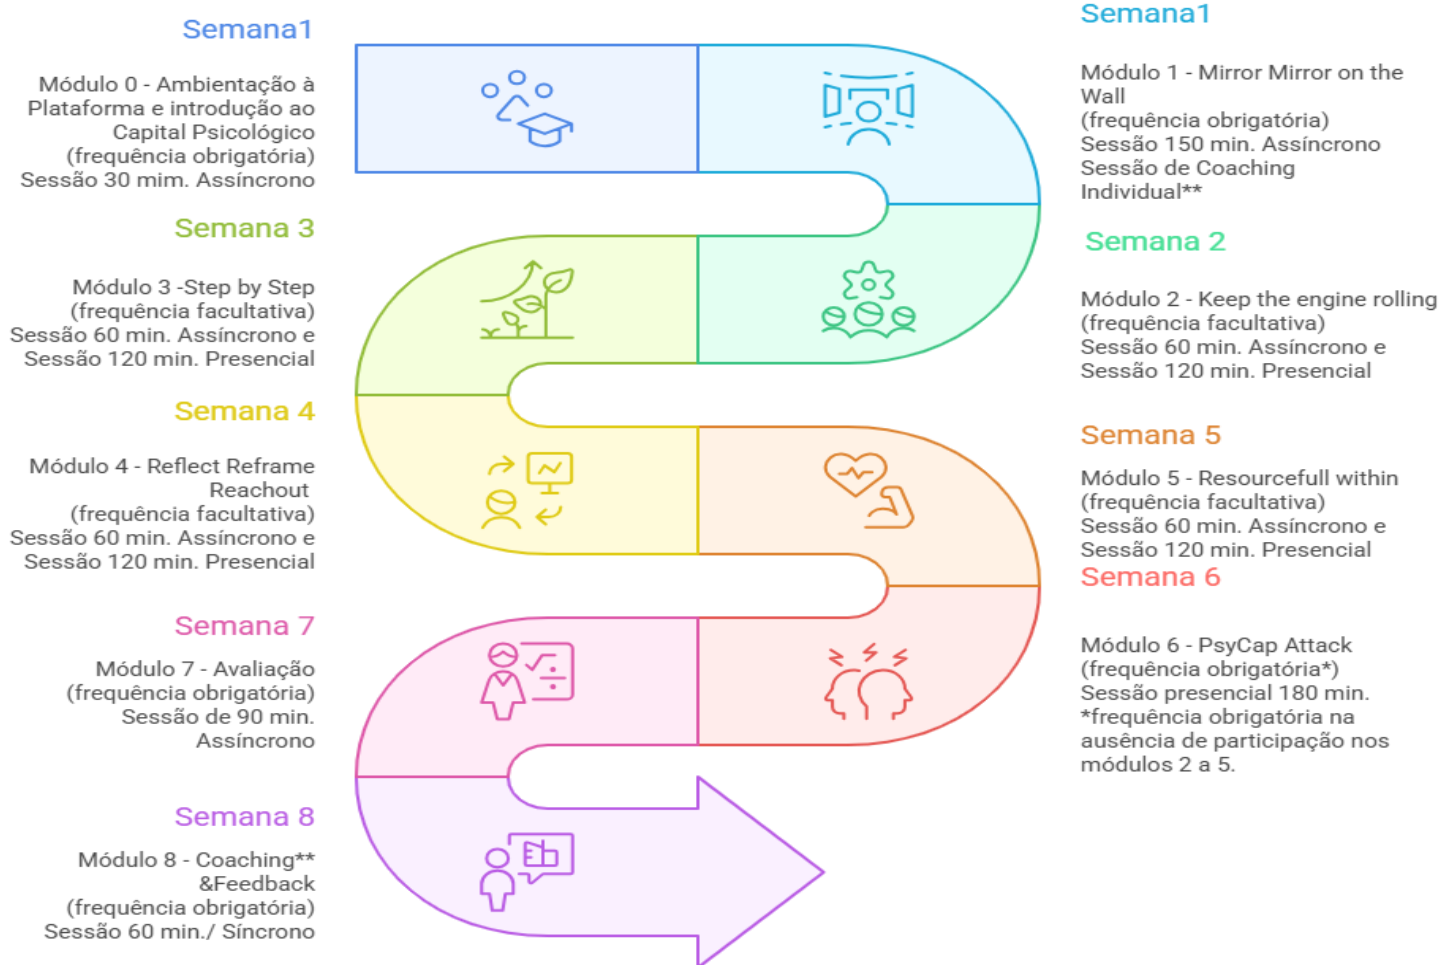 Semana1
Módulo 0 - Ambientação à
Plataforma e introdução ao
Capital Psicológico
(frequência obrigatória)
Sessão 30 mim. Assíncrono
Semana1
Módulo 1 - Mirror Mirror on the
Wall
(frequência obrigatória)
Sessão 150 min. Assíncrono
Sessão de Coaching
Individual**
Semana 2
Módulo 2 - Keep the engine rolling
(frequência facultativa)
Sessão 60 min. Assíncrono e
Sessão 120 min. Presencial
Semana 3
Módulo 3 -Step by Step
(frequência facultativa)
Sessão 60 min. Assíncrono e
Sessão 120 min. Presencial
Semana 4
Módulo 4 - Reflect Reframe
Reachout
(frequência facultativa)
Sessão 60 min. Assíncrono e
Sessão 120 min. Presencial
Semana 5
Módulo 5 - Resourcefull within
(frequência facultativa)
Sessão 60 min. Assíncrono e
Sessão 120 min. Presencial
Semana 6
Módulo 6 - PsyCap Attack
(frequência obrigatória*)
Sessão presencial 180 min.
*frequência obrigatória na
ausência de participação nos
módulos 2 a 5.
Semana 7
Módulo 7 - Avaliação
(frequência obrigatória)
Sessão de 90 min.
Assíncrono
Semana 8
Módulo 8 - Coaching**
&Feedback
(frequência obrigatória)
Sessão 60 min./ Síncrono